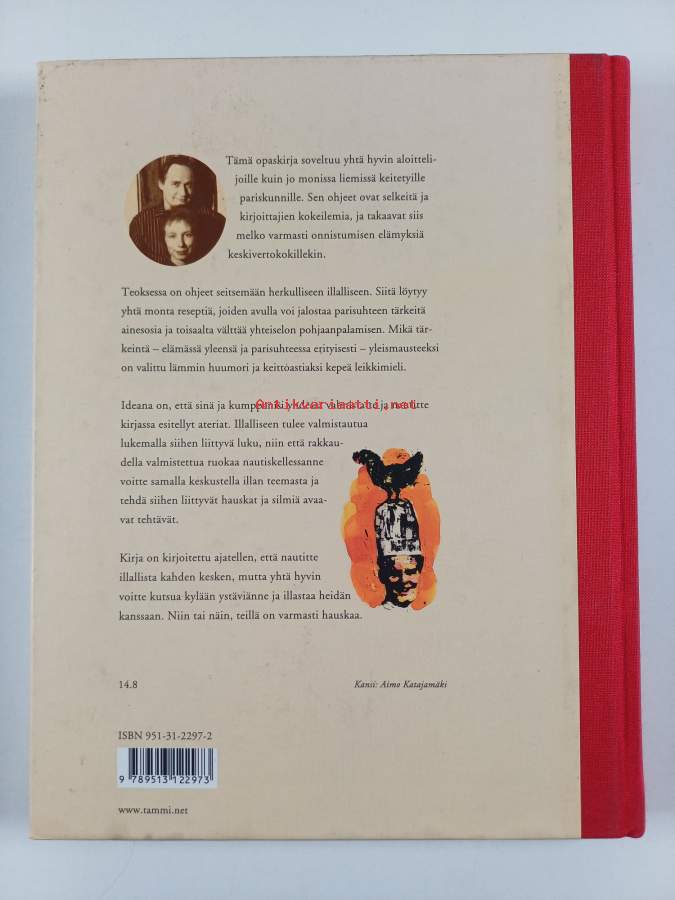 Tämä opaskirja soveltuu yhtä hyvin aloitteli-
joille kuin jo monissa liemissä keitetyille
pariskunnille. Sen ohjeet ovat selkeitä ja
kirjoittajien kokeilemia, ja takaavat siis
melko varmasti onnistumisen elämyksiä
keskivertokokillekin.
Teoksessa on ohjeet seitsemään herkulliseen illalliseen. Siitä löytyy
yhtä monta reseptiä, joiden avulla voi jalostaa parisuhteen tärkeitä
ainesosia ja toisaalta välttää yhteiselon pohjaanpalamisen. Mikä tär-
keintä – elämässä yleensä ja parisuhteessa erityisesti – yleismausteeksi
on valittu lämmin huumori ja keittoastiaksi kepeä leikkimieli.
Ideana on, että sinä ja kumppanisi yhdessä valmistatte ja nautitte
Antikvariaatti.net
kirjassa esitellyt ateriat. Illalliseen tulee valmistautua
lukemalla siihen liittyvä luku, niin että rakkau-
della valmistettua ruokaa nautiskellessanne
voitte samalla keskustella illan teemasta ja
tehdä siihen liittyvät hauskat ja silmiä avaa-
vat tehtävät.
Kirja on kirjoitettu ajatellen, että nautitte
illallista kahden kesken, mutta yhtä hyvin
voitte kutsua kylään ystäviänne ja illastaa heidän
kanssaan. Niin tai näin, teillä on varmasti hauskaa.
14.8
Kansi: Aimo Katajamäki
ISBN 951-31-2297-2
9 789513 122973
www.tammi.net